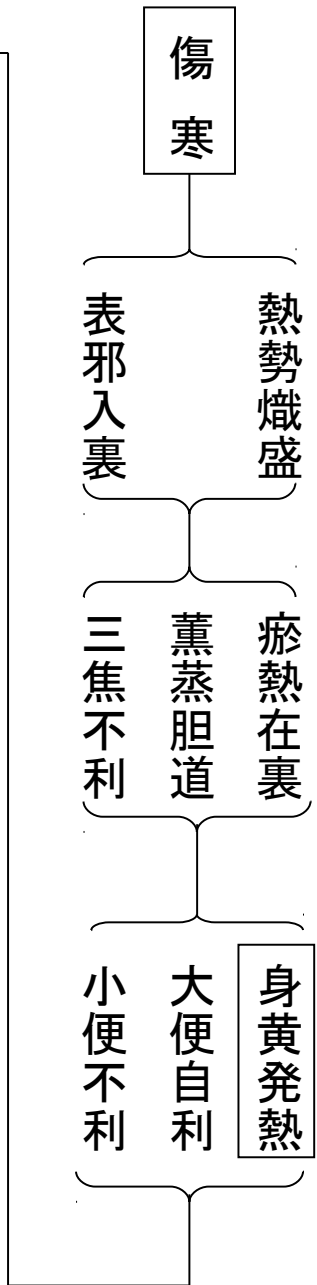 傷寒
熱勢熾盛
表邪入裏
瘀熱在裏
薫蒸胆道
三焦不利
身黄発熱
大便自利
小便不利